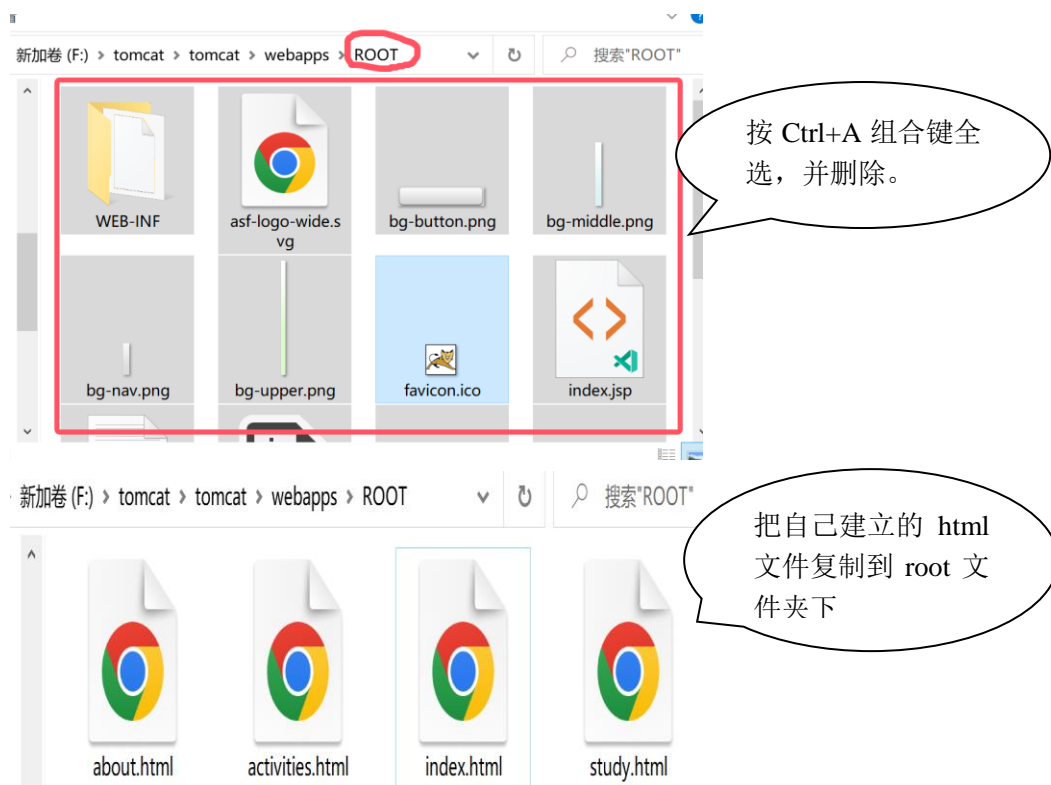 新加卷 (F:) > tomcat > tomcat > webapps > ROOT
搜索"ROOT"
WEB-INF
asf-logo-wide.s
vg
bg-button.png
bg-middle.png
按 Ctrl+A 组合键全
选，并删除。
bg-nav.png
bg-upper.png
favicon.ico
index.jsp
新加卷 (F:) > tomcat > tomcat > webapps > ROOT
搜索"ROOT"
把自己建立的 html
文件复制到 root 文
件夹下
about.html
activities.html
index.html
study.html